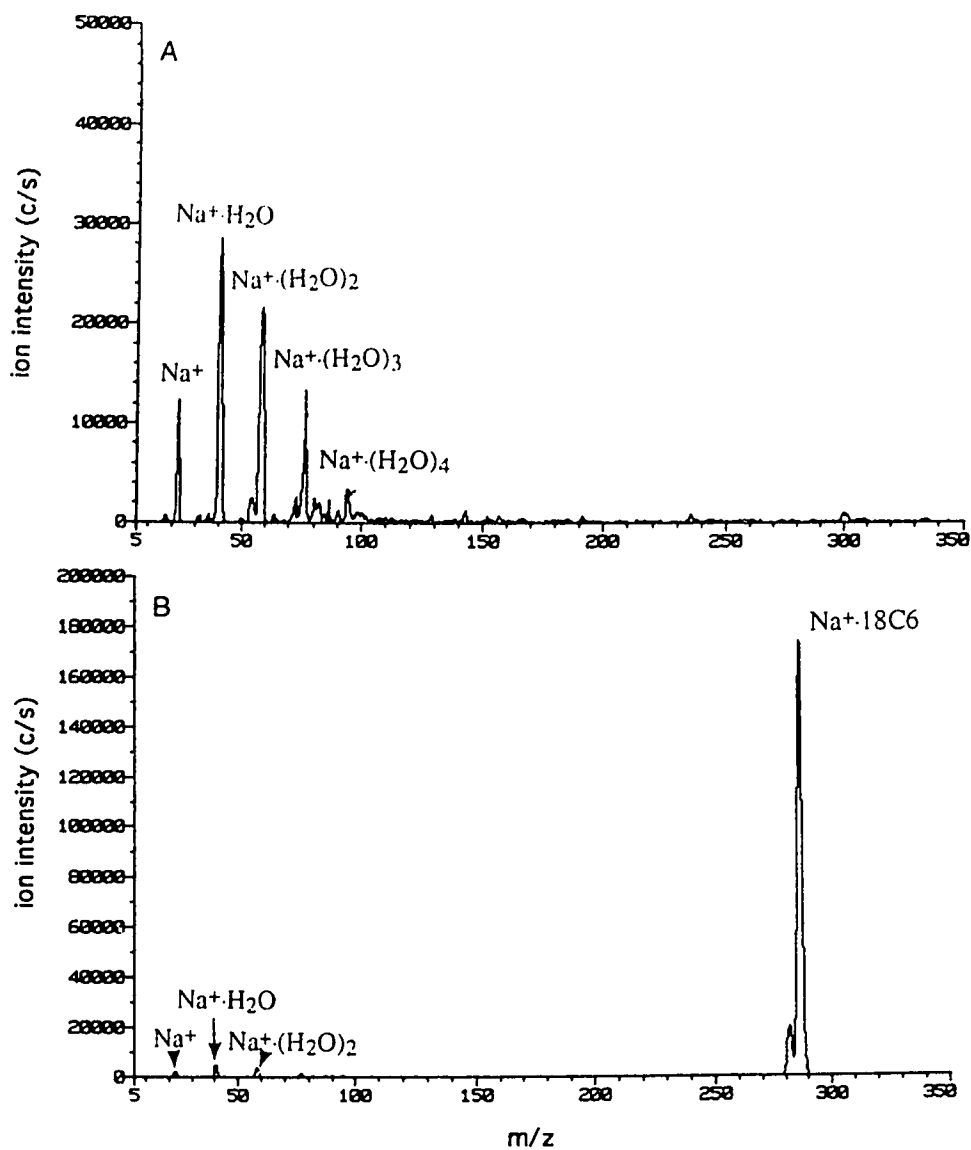 50000
A
40000
30000
20000
10000
0
ion intensity (c/s)
Na⁺·H₂O
Na⁺·(H₂O)₂
Na⁺·(H₂O)₃
Na⁺
Na⁺·(H₂O)₄
5 50 100 150 200 250 300 350
200000
B
180000
160000
140000
120000
100000
80000
60000
40000
20000
0
ion intensity (c/s)
Na⁺·18C6
Na⁺·H₂O
Na⁺ Na⁺·(H₂O)₂
5 50 100 150 200 250 300 350
m/z